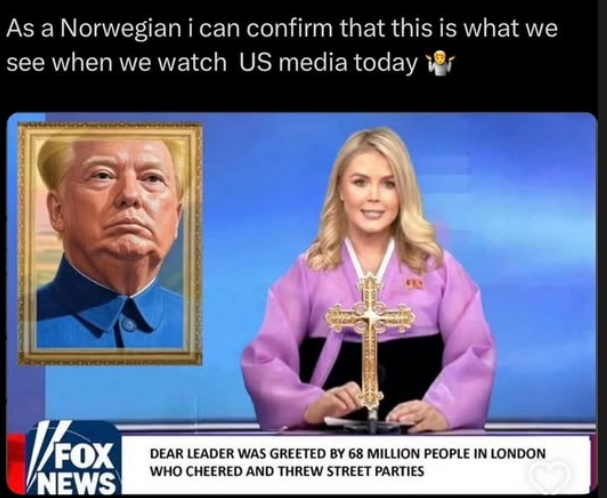 As a Norwegian i can confirm that this is what we
see when we watch US media today 🤷‍♂️
FOX
NEWS
DEAR LEADER WAS GREETED BY 68 MILLION PEOPLE IN LONDON
WHO CHEERED AND THREW STREET PARTIES